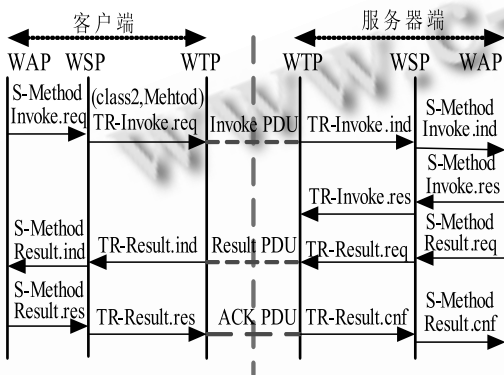 客户端
服务器端
WAP WSP WTP WTP WSP WAP
S-Method
Invoke.req
(class2,Mehtod)
TR-Invoke.req
Invoke PDU
TR-Invoke.ind
S-Method
Invoke.ind
TR-Invoke.res
S-Method
Invoke.res
S-Method
Result.ind
TR-Result.ind
Result PDU
TR-Result.req
S-Method
Result.req
S-Method
Result.res
TR-Result.res
ACK PDU
TR-Result.cnf
S-Method
Result.cnf